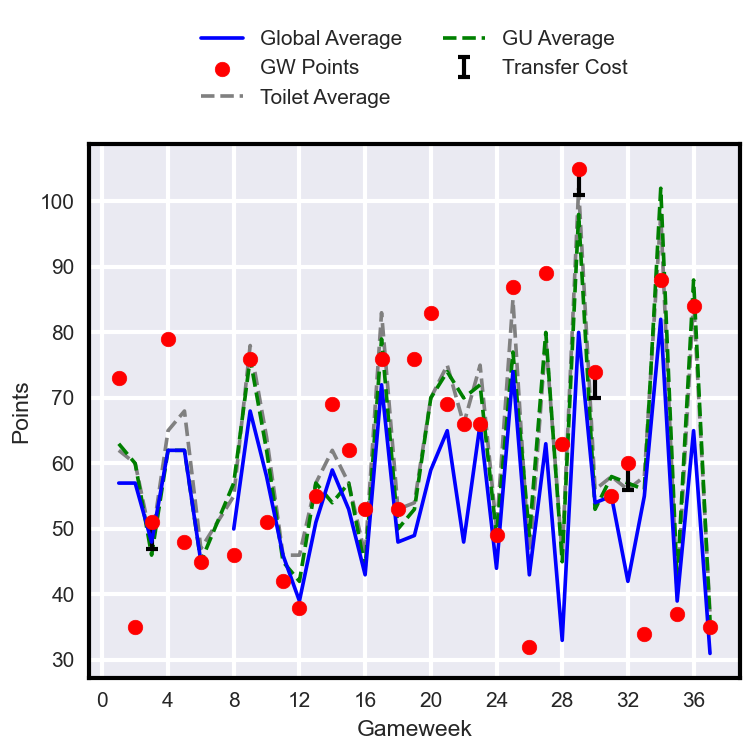 Global Average
GW Points
Toilet Average
GU Average
Transfer Cost
Points
100
90
80
70
60
50
40
30
0 4 8 12 16 20 24 28 32 36
Gameweek